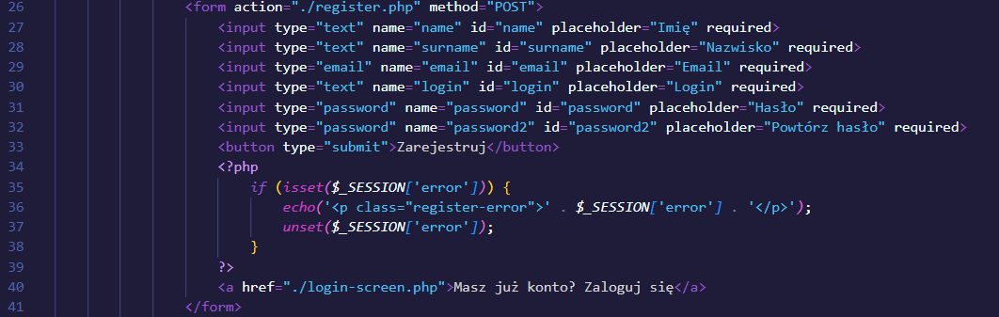 26 <form action="./register.php" method="POST">
27 <input type="text" name="name" id="name" placeholder="Imię" required>
28 <input type="text" name="surname" id="surname" placeholder="Nazwisko" required>
29 <input type="email" name="email" id="email" placeholder="Email" required>
30 <input type="text" name="login" id="login" placeholder="Login" required>
31 <input type="password" name="password" id="password" placeholder="Hasło" required>
32 <input type="password" name="password2" id="password2" placeholder="Powtórz hasło" required>
33 <button type="submit">Zarejestruj</button>
34 <?php
35 if (isset($_SESSION['error'])) {
36 echo('<p class="register-error">' . $_SESSION['error'] . '</p>');
37 unset($_SESSION['error']);
38 }
39 ?>
40 <a href="./login-screen.php">Masz już konto? Zaloguj się</a>
41 </form>